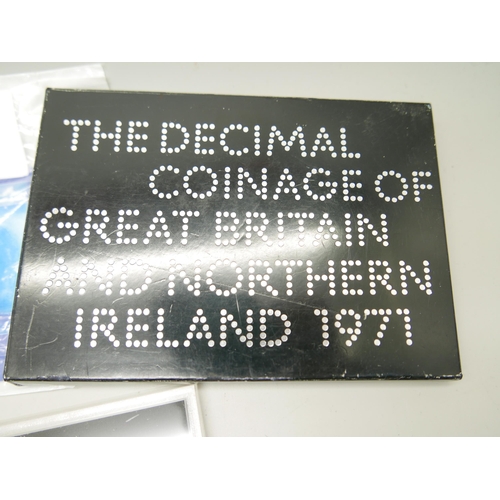 THE DECIMAL
COINAGE OF
GREAT BRITAIN
AND NORTHERN
IRELAND 1971